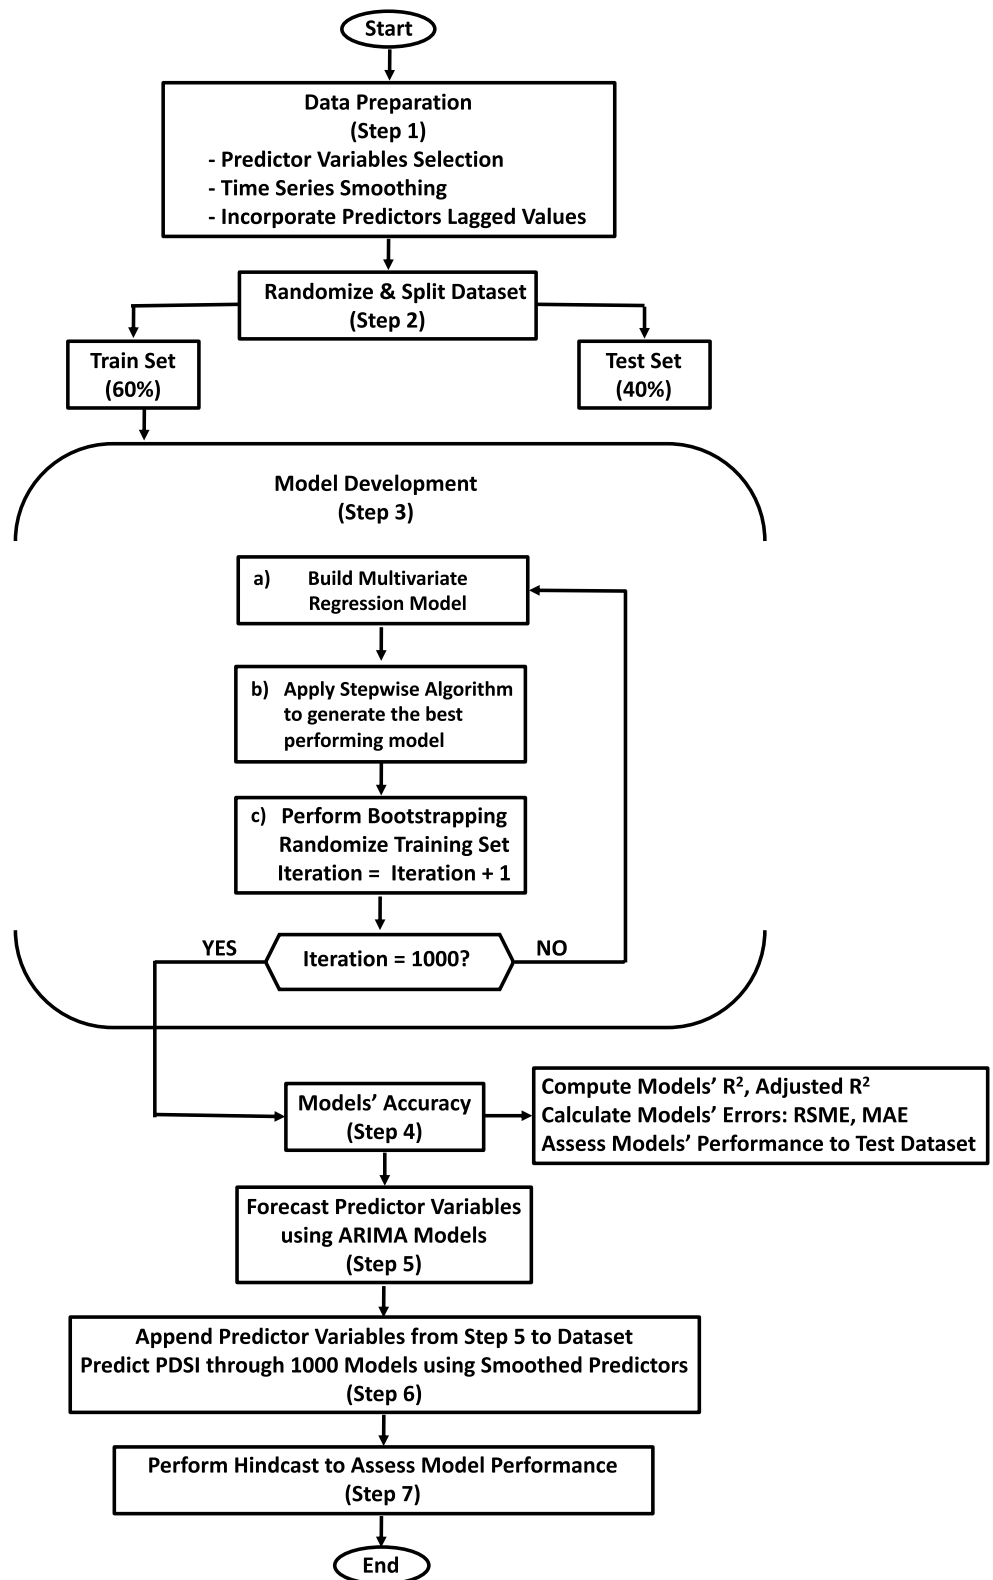 Start
Data Preparation
(Step 1)
- Predictor Variables Selection
- Time Series Smoothing
- Incorporate Predictors Lagged Values
Randomize & Split Dataset
(Step 2)
Train Set
(60%)
Test Set
(40%)
Model Development
(Step 3)
a) Build Multivariate
Regression Model
b) Apply Stepwise Algorithm
to generate the best
performing model
c) Perform Bootstrapping
Randomize Training Set
Iteration = Iteration + 1
YES
Iteration = 1000?
NO
Models’ Accuracy
(Step 4)
Compute Models’ R², Adjusted R²
Calculate Models’ Errors: RSME, MAE
Assess Models’ Performance to Test Dataset
Forecast Predictor Variables
using ARIMA Models
(Step 5)
Append Predictor Variables from Step 5 to Dataset
Predict PDSI through 1000 Models using Smoothed Predictors
(Step 6)
Perform Hindcast to Assess Model Performance
(Step 7)
End